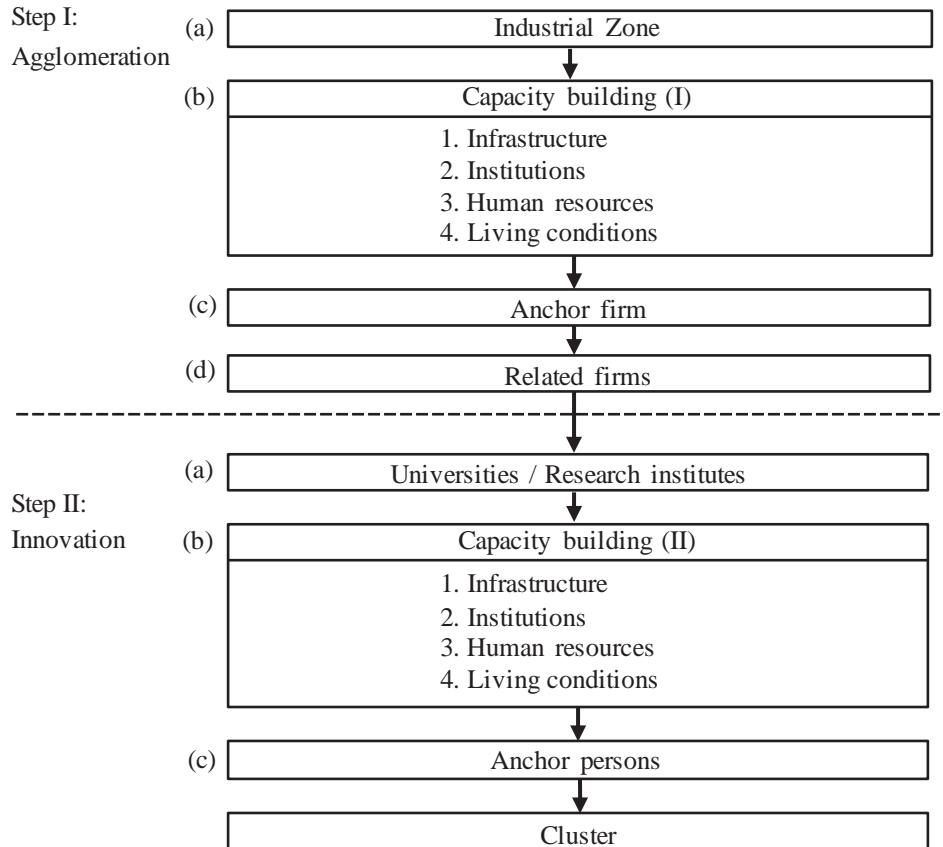 Step I:
Agglomeration
(a)
Industrial Zone
(b)
Capacity building (I)
1. Infrastructure
2. Institutions
3. Human resources
4. Living conditions
(c)
Anchor firm
(d)
Related firms
(a)
Universities / Research institutes
Step II:
Innovation
(b)
Capacity building (II)
1. Infrastructure
2. Institutions
3. Human resources
4. Living conditions
(c)
Anchor persons
Cluster